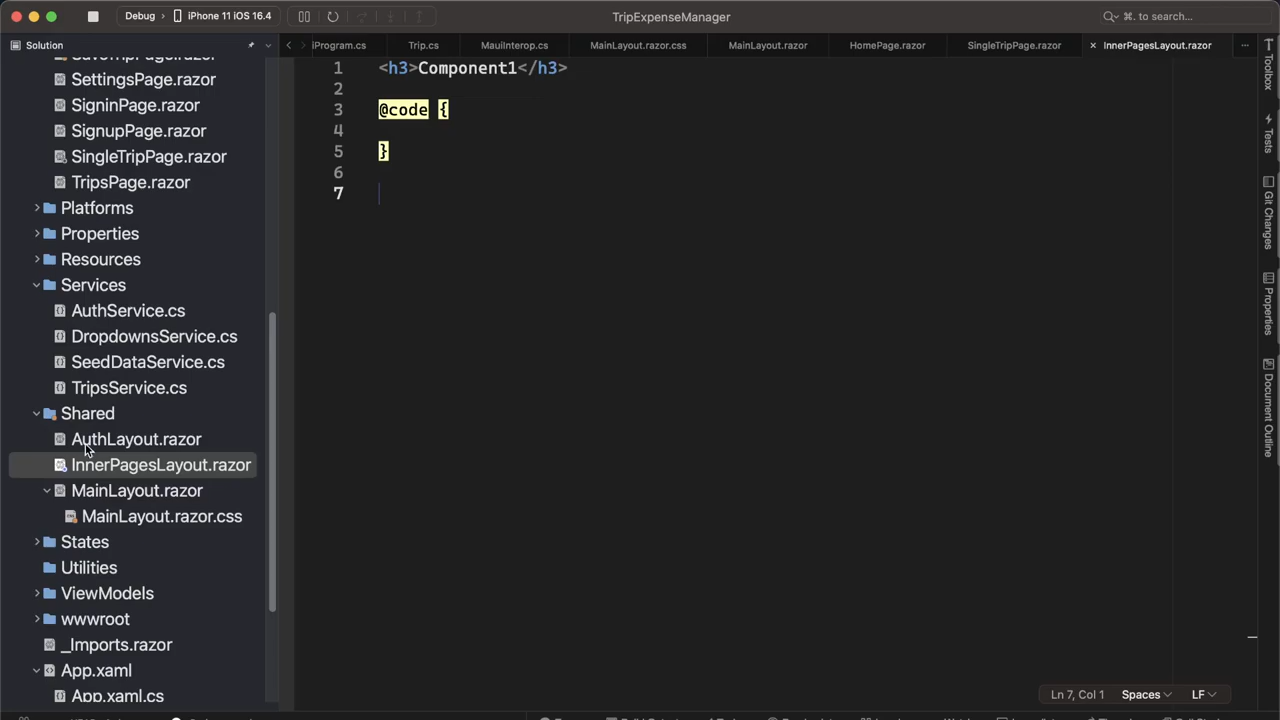 Debug
iPhone 11 iOS 16.4
TripExpenseManager
⌘. to search...
Solution
iProgram.cs
Trip.cs
MauiInterop.cs
MainLayout.razor.css
MainLayout.razor
HomePage.razor
SingleTripPage.razor
InnerPagesLayout.razor
SettingsPage.razor
SigninPage.razor
SignupPage.razor
SingleTripPage.razor
TripsPage.razor
Platforms
Properties
Resources
Services
AuthService.cs
DropdownsService.cs
SeedDataService.cs
TripsService.cs
Shared
AuthLayout.razor
InnerPagesLayout.razor
MainLayout.razor
MainLayout.razor.css
States
Utilities
ViewModels
wwwroot
_Imports.razor
App.xaml
App.xaml.cs
1 <h3>Component1</h3>
2
3 @code {
4
5 }
6
7
Toolbox
Tests
Git Changes
Properties
Document Outline
Ln 7, Col 1
Spaces
LF